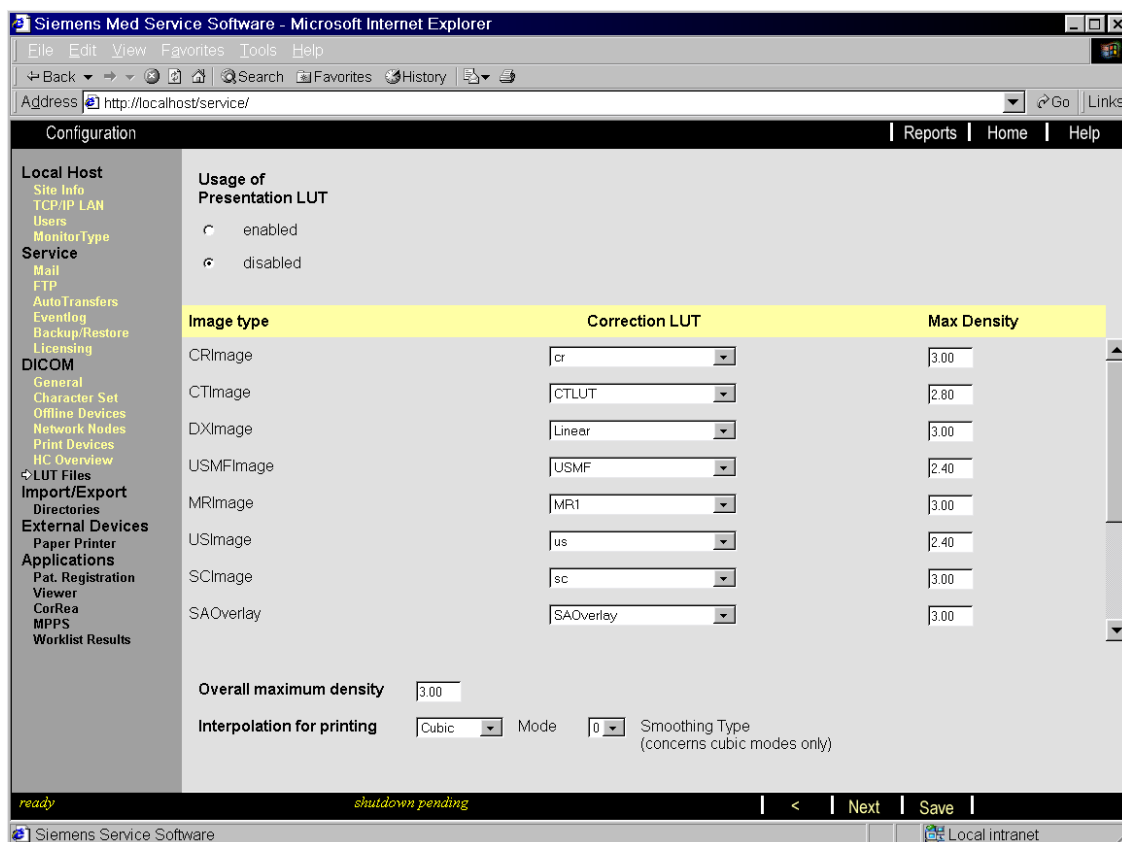 Siemens Med Service Software - Microsoft Internet Explorer
File Edit View Favorites Tools Help
Back Search Favorites History
Address http://localhost/service/ Go Links
Configuration Reports Home Help
Local Host
Site Info
TCP/IP LAN
Users
MonitorType
Service
Mail
FTP
AutoTransfers
Eventlog
Backup/Restore
Licensing
DICOM
General
Character Set
Offline Devices
Network Nodes
Print Devices
HC Overview
LUT Files
Import/Export
Directories
External Devices
Paper Printer
Applications
Pat. Registration
Viewer
CorRea
MPPS
Worklist Results
Usage of
Presentation LUT
enabled
disabled
Image type Correction LUT Max Density
CRImage cr 3.00
CTImage CTLUT 2.80
DXImage Linear 3.00
USMFImage USMF 2.40
MRImage MR1 3.00
USImage us 2.40
SCImage sc 3.00
SAOverlay SAOverlay 3.00
Overall maximum density 3.00
Interpolation for printing Cubic Mode 0 Smoothing Type
(concerns cubic modes only)
ready shutdown pending < Next Save
Siemens Service Software Local intranet